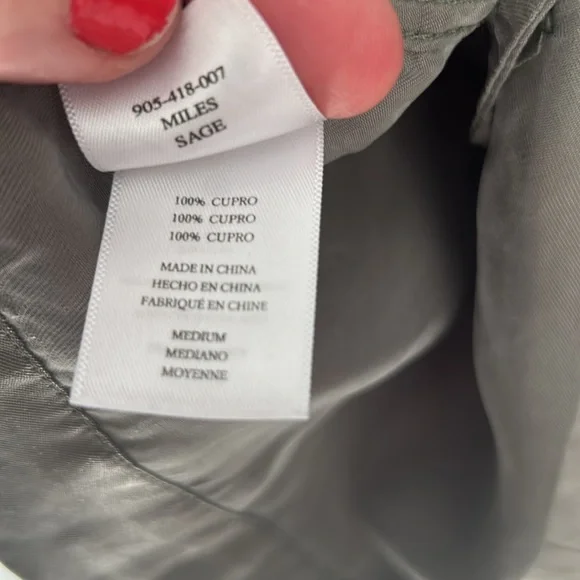 905-418-007
MILES
SAGE
100% CUPRO
100% CUPRO
100% CUPRO
MADE IN CHINA
HECHO EN CHINA
FABRIQUÉ EN CHINE
MEDIUM
MEDIANO
MOYENNE